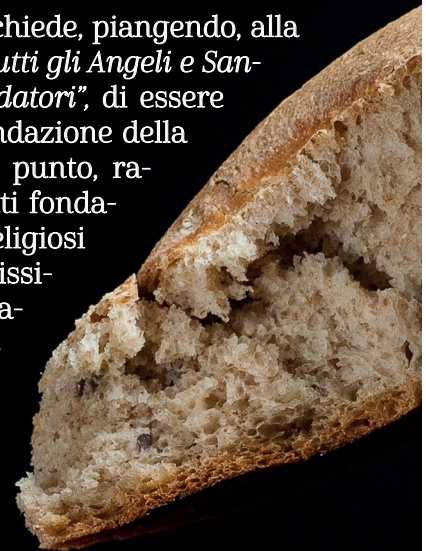 chiede, piangendo, alla
utti gli Angeli e San-
datori”, di essere
ndazione della
punto, ra-
ti fonda-
eligiosi
issi-
a-